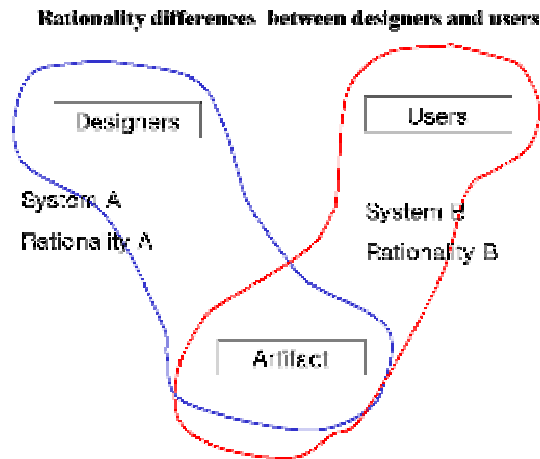 Rationality differences between designers and users
Designers
Users
System A
Rationality A
System B
Rationality B
Artifact